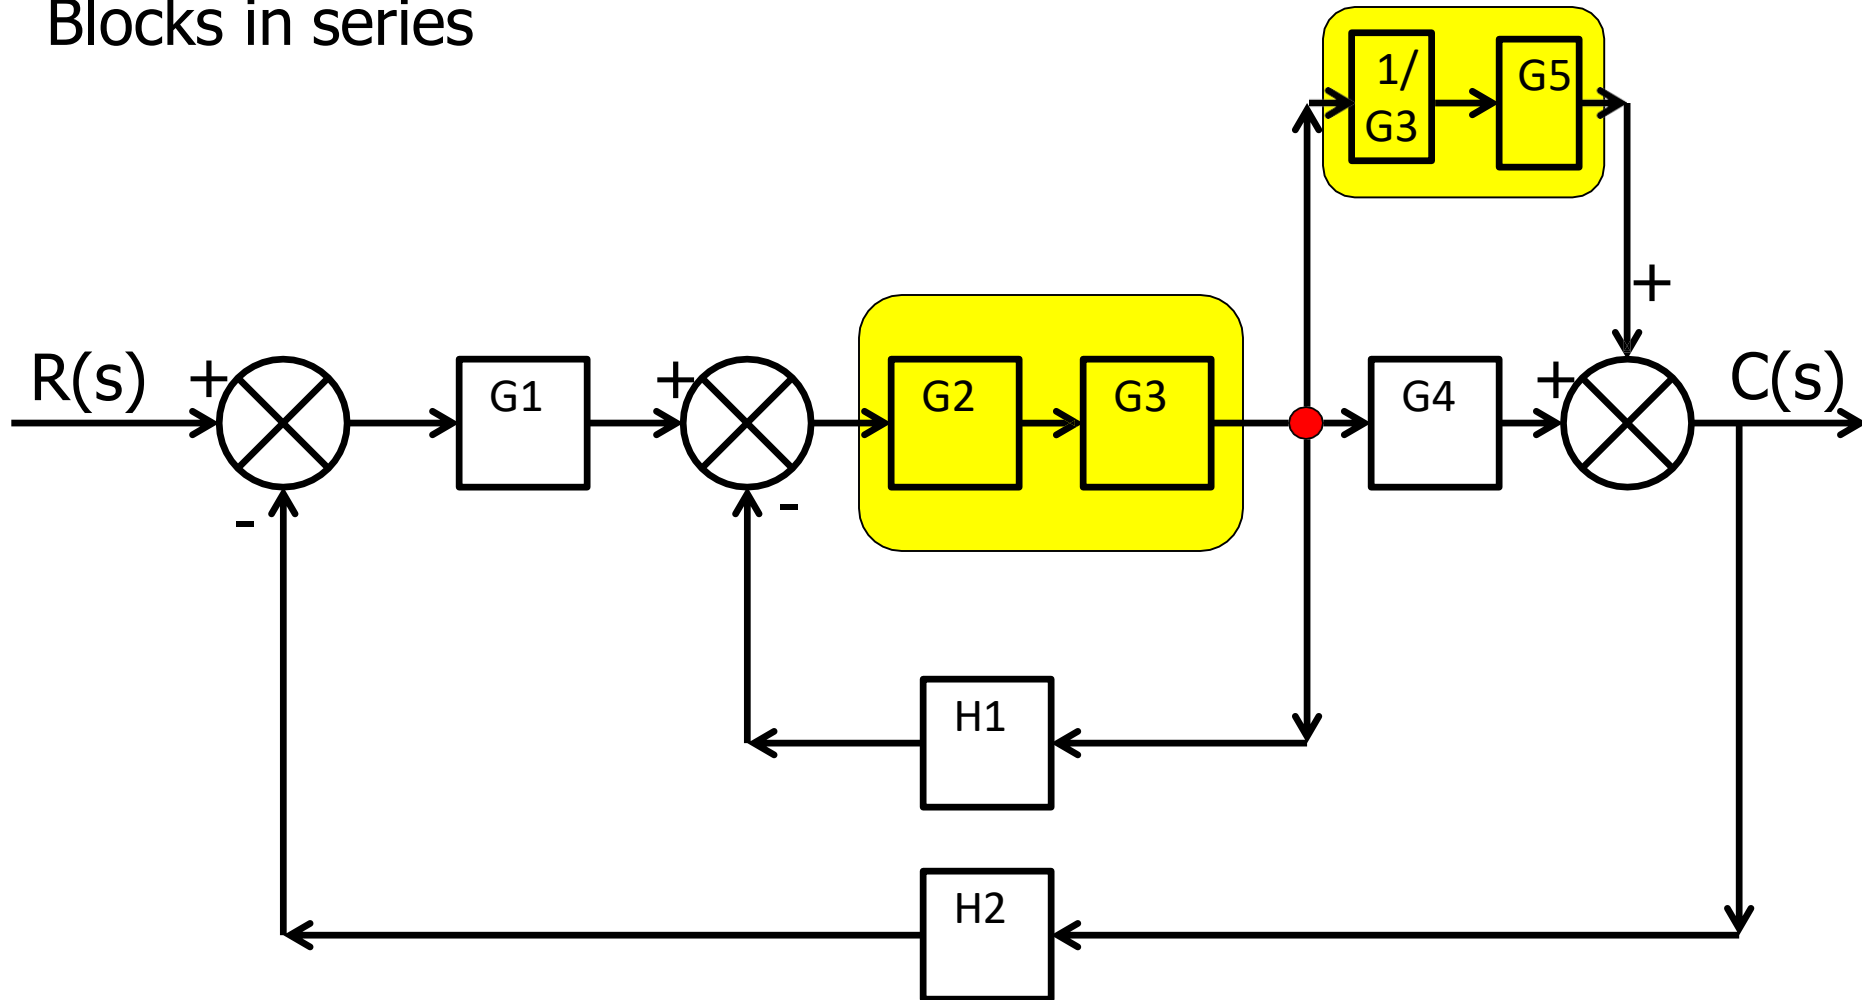 Blocks in series
1/
G3
G5
+
R(s)
+
G1
+
G2
G3
G4
+
C(s)
-
-
H1
H2